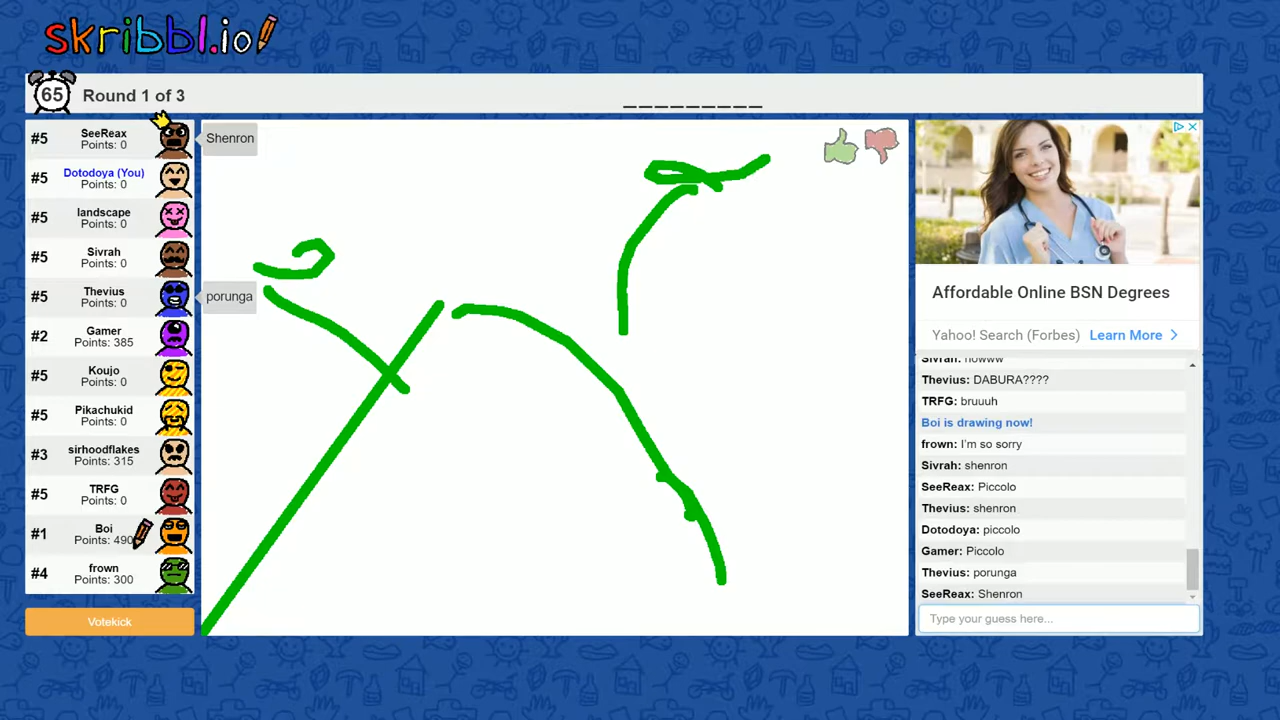 skribbl.io!
65 Round 1 of 3
_________
#5 SeeReax Points: 0
Shenron
#5 Dotodoya (You) Points: 0
#5 landscape Points: 0
#5 Sivrah Points: 0
#5 Thevius Points: 0
porunga
#2 Gamer Points: 385
#5 Koujo Points: 0
#5 Pikachukid Points: 0
#3 sirhoodflakes Points: 315
#5 TRFG Points: 0
#1 Boi Points: 490
#4 frown Points: 300
Votekick
Affordable Online BSN Degrees
Yahoo! Search (Forbes) Learn More
Sivrah: howww
Thevius: DABURA????
TRFG: bruuuh
Boi is drawing now!
frown: I'm so sorry
Sivrah: shenron
SeeReax: Piccolo
Thevius: shenron
Dotodoya: piccolo
Gamer: Piccolo
Thevius: porunga
SeeReax: Shenron
Type your guess here...